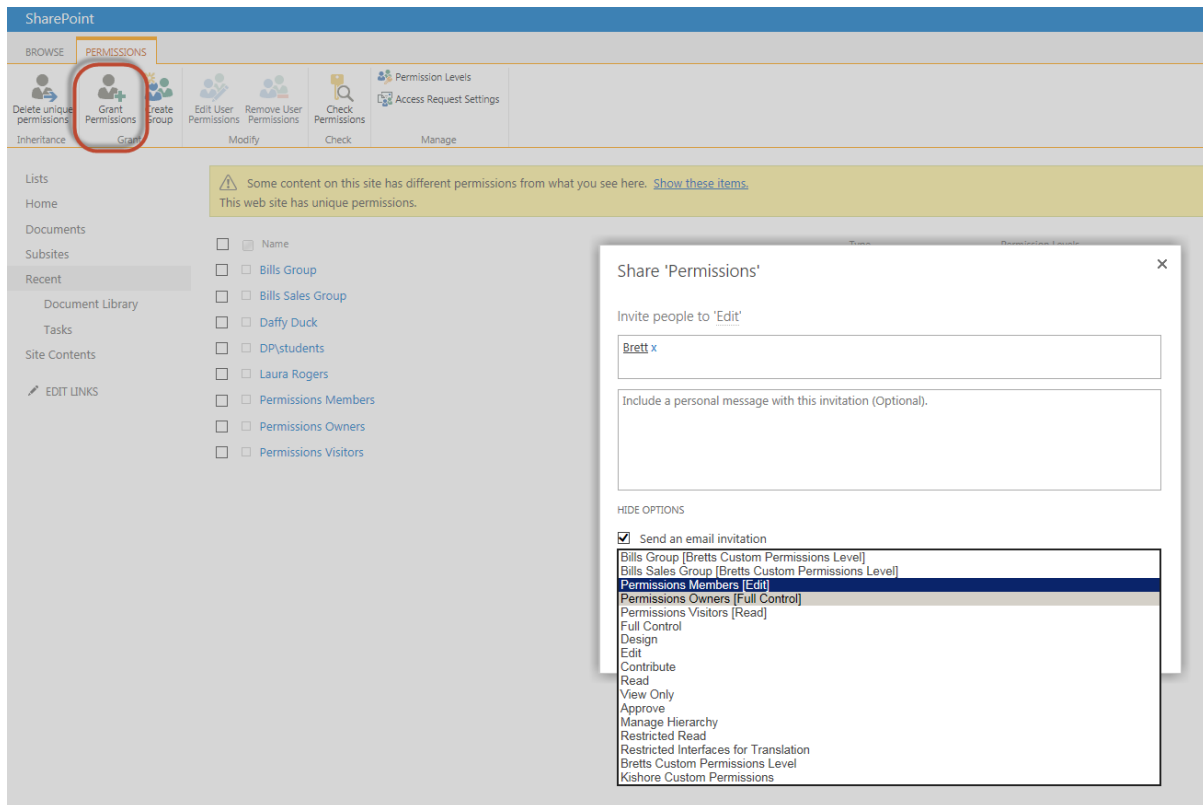 SharePoint
BROWSE PERMISSIONS
Delete unique permissions
Grant Permissions
Create Group
Edit User Permissions
Remove User Permissions
Check Permissions
Permission Levels
Access Request Settings
Inheritance Grant Modify Check Manage
Lists
Home
Documents
Subsites
Recent
Document Library
Tasks
Site Contents
EDIT LINKS
Some content on this site has different permissions from what you see here. Show these items.
This web site has unique permissions.
Name Type Permission Levels
Bills Group
Bills Sales Group
Daffy Duck
DP\students
Laura Rogers
Permissions Members
Permissions Owners
Permissions Visitors
Share 'Permissions'
Invite people to 'Edit'
Brett x
Include a personal message with this invitation (Optional).
HIDE OPTIONS
Send an email invitation
Bills Group [Bretts Custom Permissions Level]
Bills Sales Group [Bretts Custom Permissions Level]
Permissions Members [Edit]
Permissions Owners [Full Control]
Permissions Visitors [Read]
Full Control
Design
Edit
Contribute
Read
View Only
Approve
Manage Hierarchy
Restricted Read
Restricted Interfaces for Translation
Bretts Custom Permissions Level
Kishore Custom Permissions